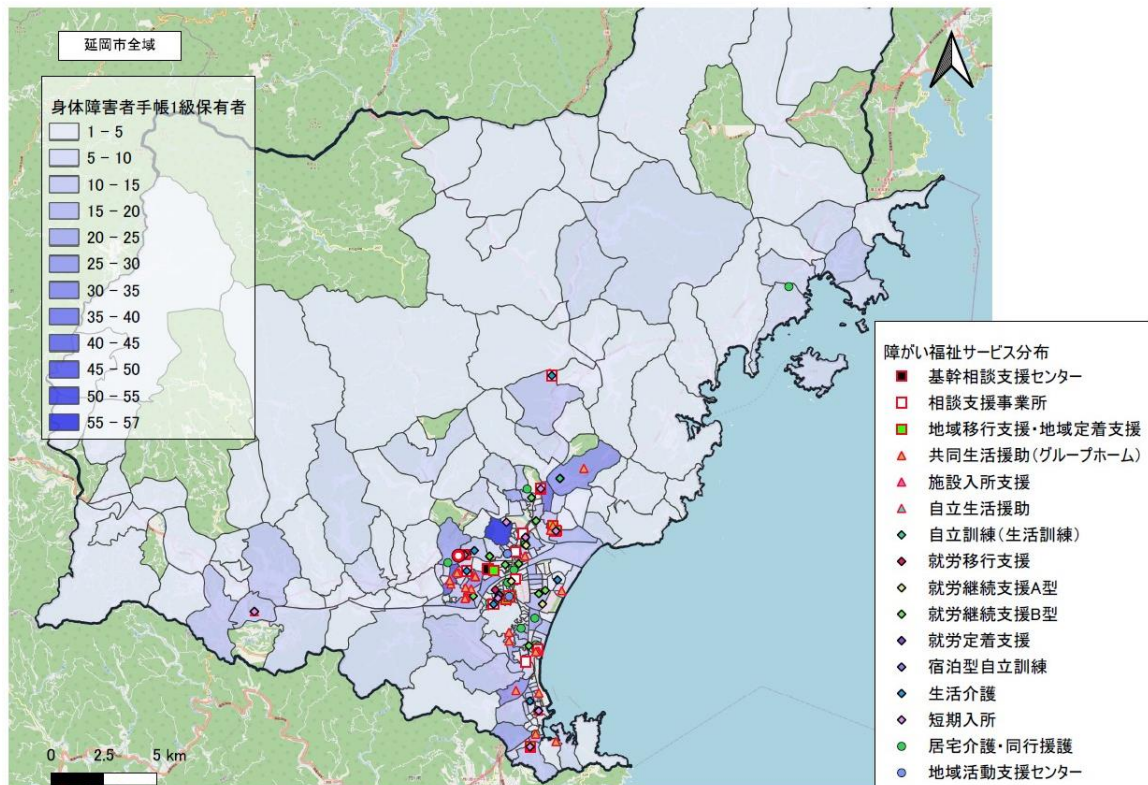 延岡市全域
身体障害者手帳1級保有者
1 - 5
5 - 10
10 - 15
15 - 20
20 - 25
25 - 30
30 - 35
35 - 40
40 - 45
45 - 50
50 - 55
55 - 57
障がい福祉サービス分布
基幹相談支援センター
相談支援事業所
地域移行支援・地域定着支援
共同生活援助(グループホーム)
施設入所支援
自立生活援助
自立訓練(生活訓練)
就労移行支援
就労継続支援A型
就労継続支援B型
就労定着支援
宿泊型自立訓練
生活介護
短期入所
居宅介護・同行援護
地域活動支援センター
0 2.5 5 km